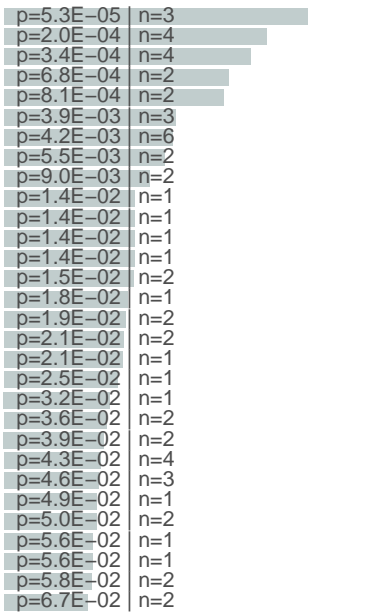 p=5.3E−05 | n=3
p=2.0E−04 | n=4
p=3.4E−04 | n=4
p=6.8E−04 | n=2
p=8.1E−04 | n=2
p=3.9E−03 | n=3
p=4.2E−03 | n=6
p=5.5E−03 | n=2
p=9.0E−03 | n=2
p=1.4E−02 | n=1
p=1.4E−02 | n=1
p=1.4E−02 | n=1
p=1.4E−02 | n=1
p=1.5E−02 | n=2
p=1.8E−02 | n=1
p=1.9E−02 | n=2
p=2.1E−02 | n=2
p=2.1E−02 | n=1
p=2.5E−02 | n=1
p=3.2E−02 | n=1
p=3.6E−02 | n=2
p=3.9E−02 | n=2
p=4.3E−02 | n=4
p=4.6E−02 | n=3
p=4.9E−02 | n=1
p=5.0E−02 | n=2
p=5.6E−02 | n=1
p=5.6E−02 | n=1
p=5.8E−02 | n=2
p=6.7E−02 | n=2